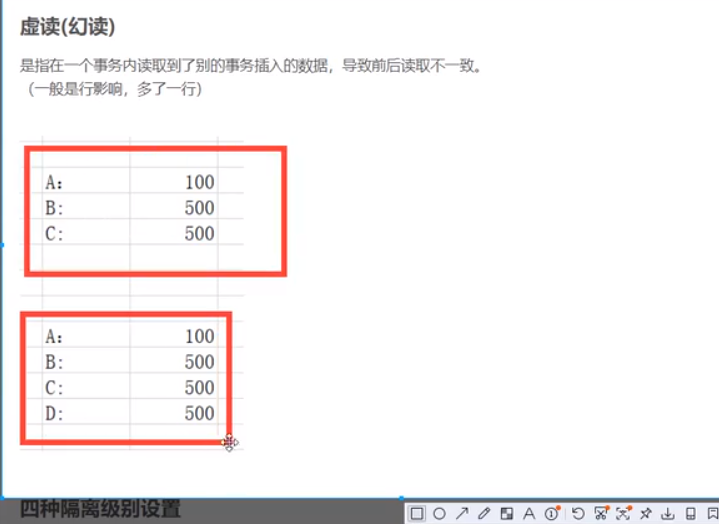 虚读(幻读)
是指在一个事务内读取到了别的事务插入的数据，导致前后读取不一致。
（一般是行影响，多了一行）
A： 100
B: 500
C: 500
A: 100
B: 500
C: 500
D: 500
四种隔离级别设置